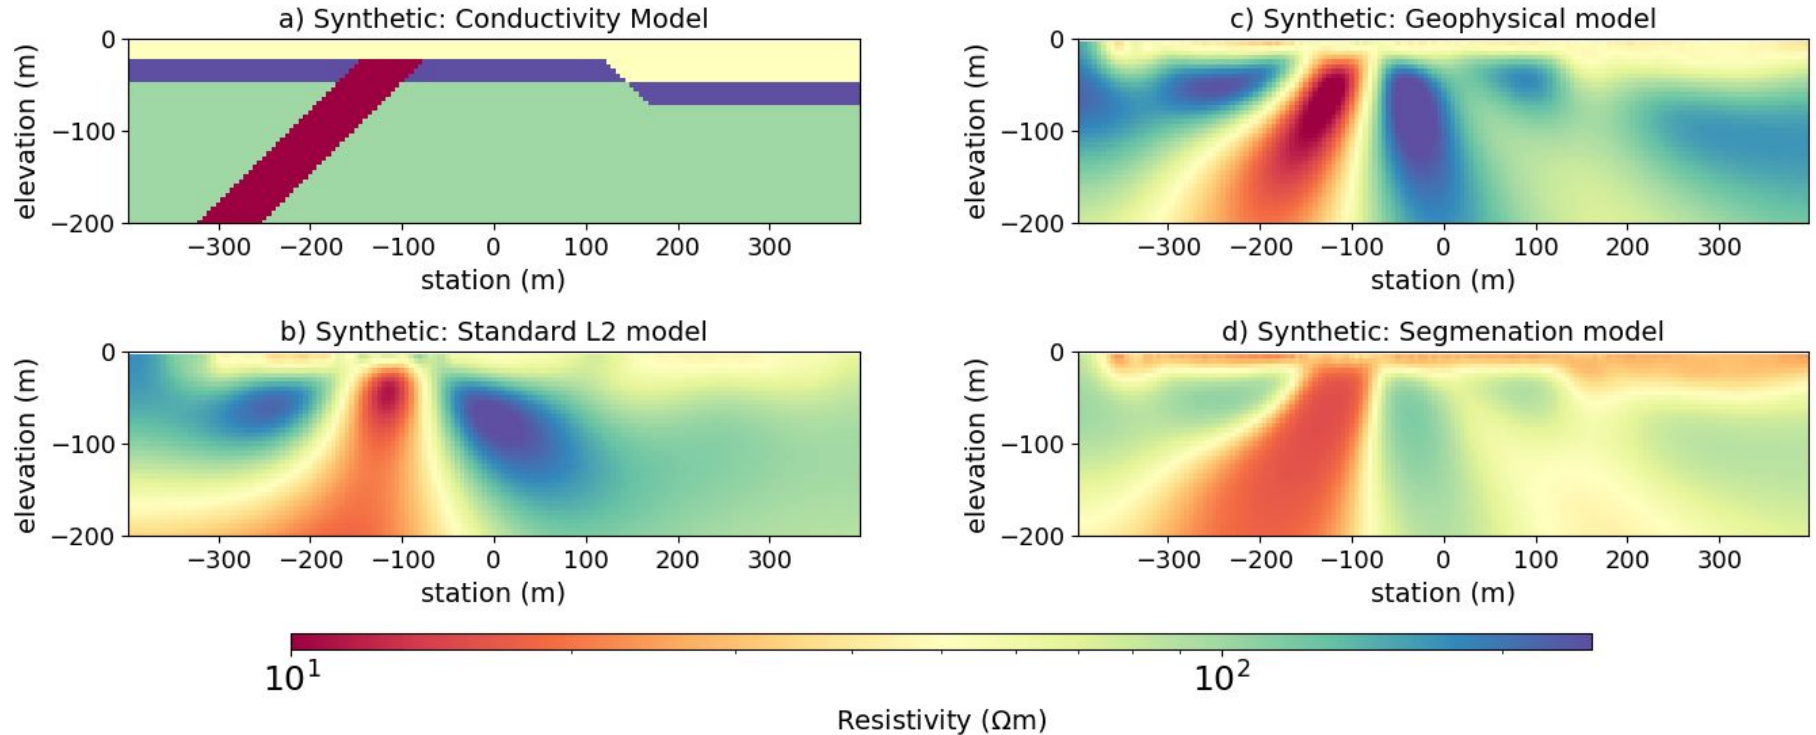 a) Synthetic: Conductivity Model
0
−100
−200
elevation (m)
−300 −200 −100 0 100 200 300
station (m)
c) Synthetic: Geophysical model
0
−100
−200
elevation (m)
−300 −200 −100 0 100 200 300
station (m)
b) Synthetic: Standard L2 model
0
−100
−200
elevation (m)
−300 −200 −100 0 100 200 300
station (m)
d) Synthetic: Segmenation model
0
−100
−200
elevation (m)
−300 −200 −100 0 100 200 300
station (m)
10¹ 10²
Resistivity (Ωm)